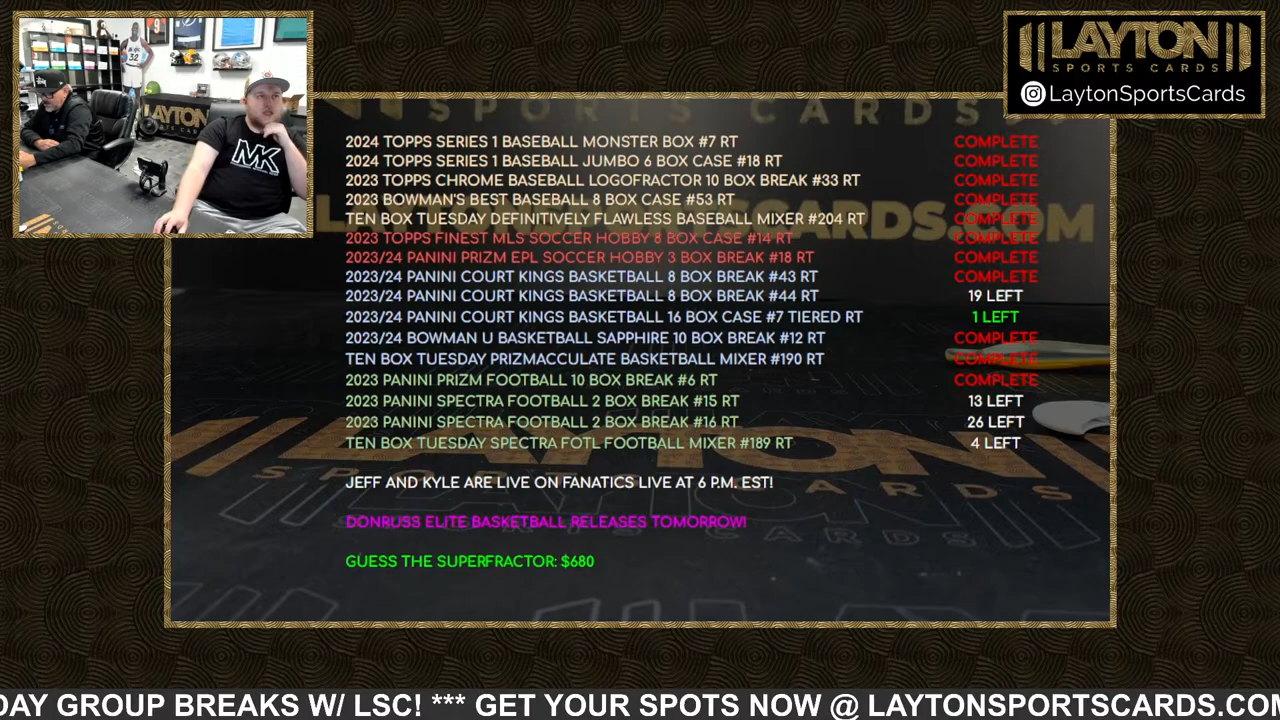 LAYTON
SPORTS CARDS
LaytonSportsCards
2024 TOPPS SERIES 1 BASEBALL MONSTER BOX #7 RT COMPLETE
2024 TOPPS SERIES 1 BASEBALL JUMBO 6 BOX CASE #18 RT COMPLETE
2023 TOPPS CHROME BASEBALL LOGOFRACTOR 10 BOX BREAK #33 RT COMPLETE
2023 BOWMAN'S BEST BASEBALL 8 BOX CASE #53 RT COMPLETE
TEN BOX TUESDAY DEFINITIVELY FLAWLESS BASEBALL MIXER #204 RT COMPLETE
2023 TOPPS FINEST MLS SOCCER HOBBY 8 BOX CASE #14 RT COMPLETE
2023/24 PANINI PRIZM EPL SOCCER HOBBY 3 BOX BREAK #18 RT COMPLETE
2023/24 PANINI COURT KINGS BASKETBALL 8 BOX BREAK #43 RT COMPLETE
2023/24 PANINI COURT KINGS BASKETBALL 8 BOX BREAK #44 RT 19 LEFT
2023/24 PANINI COURT KINGS BASKETBALL 16 BOX CASE #7 TIERED RT 1 LEFT
2023/24 BOWMAN U BASKETBALL SAPPHIRE 10 BOX BREAK #12 RT COMPLETE
TEN BOX TUESDAY PRIZMACCULATE BASKETBALL MIXER #190 RT COMPLETE
2023 PANINI PRIZM FOOTBALL 10 BOX BREAK #6 RT COMPLETE
2023 PANINI SPECTRA FOOTBALL 2 BOX BREAK #15 RT 13 LEFT
2023 PANINI SPECTRA FOOTBALL 2 BOX BREAK #16 RT 26 LEFT
TEN BOX TUESDAY SPECTRA FOTL FOOTBALL MIXER #189 RT 4 LEFT
JEFF AND KYLE ARE LIVE ON FANATICS LIVE AT 6 P.M. EST!
DONRUSS ELITE BASKETBALL RELEASES TOMORROW!
GUESS THE SUPERFRACTOR: $680
LAYTON
MK
32
SPORTS CARDS
LAYTON
SPORTS CARDS
DAY GROUP BREAKS W/ LSC! *** GET YOUR SPOTS NOW @ LAYTONSPORTSCARDS.CO